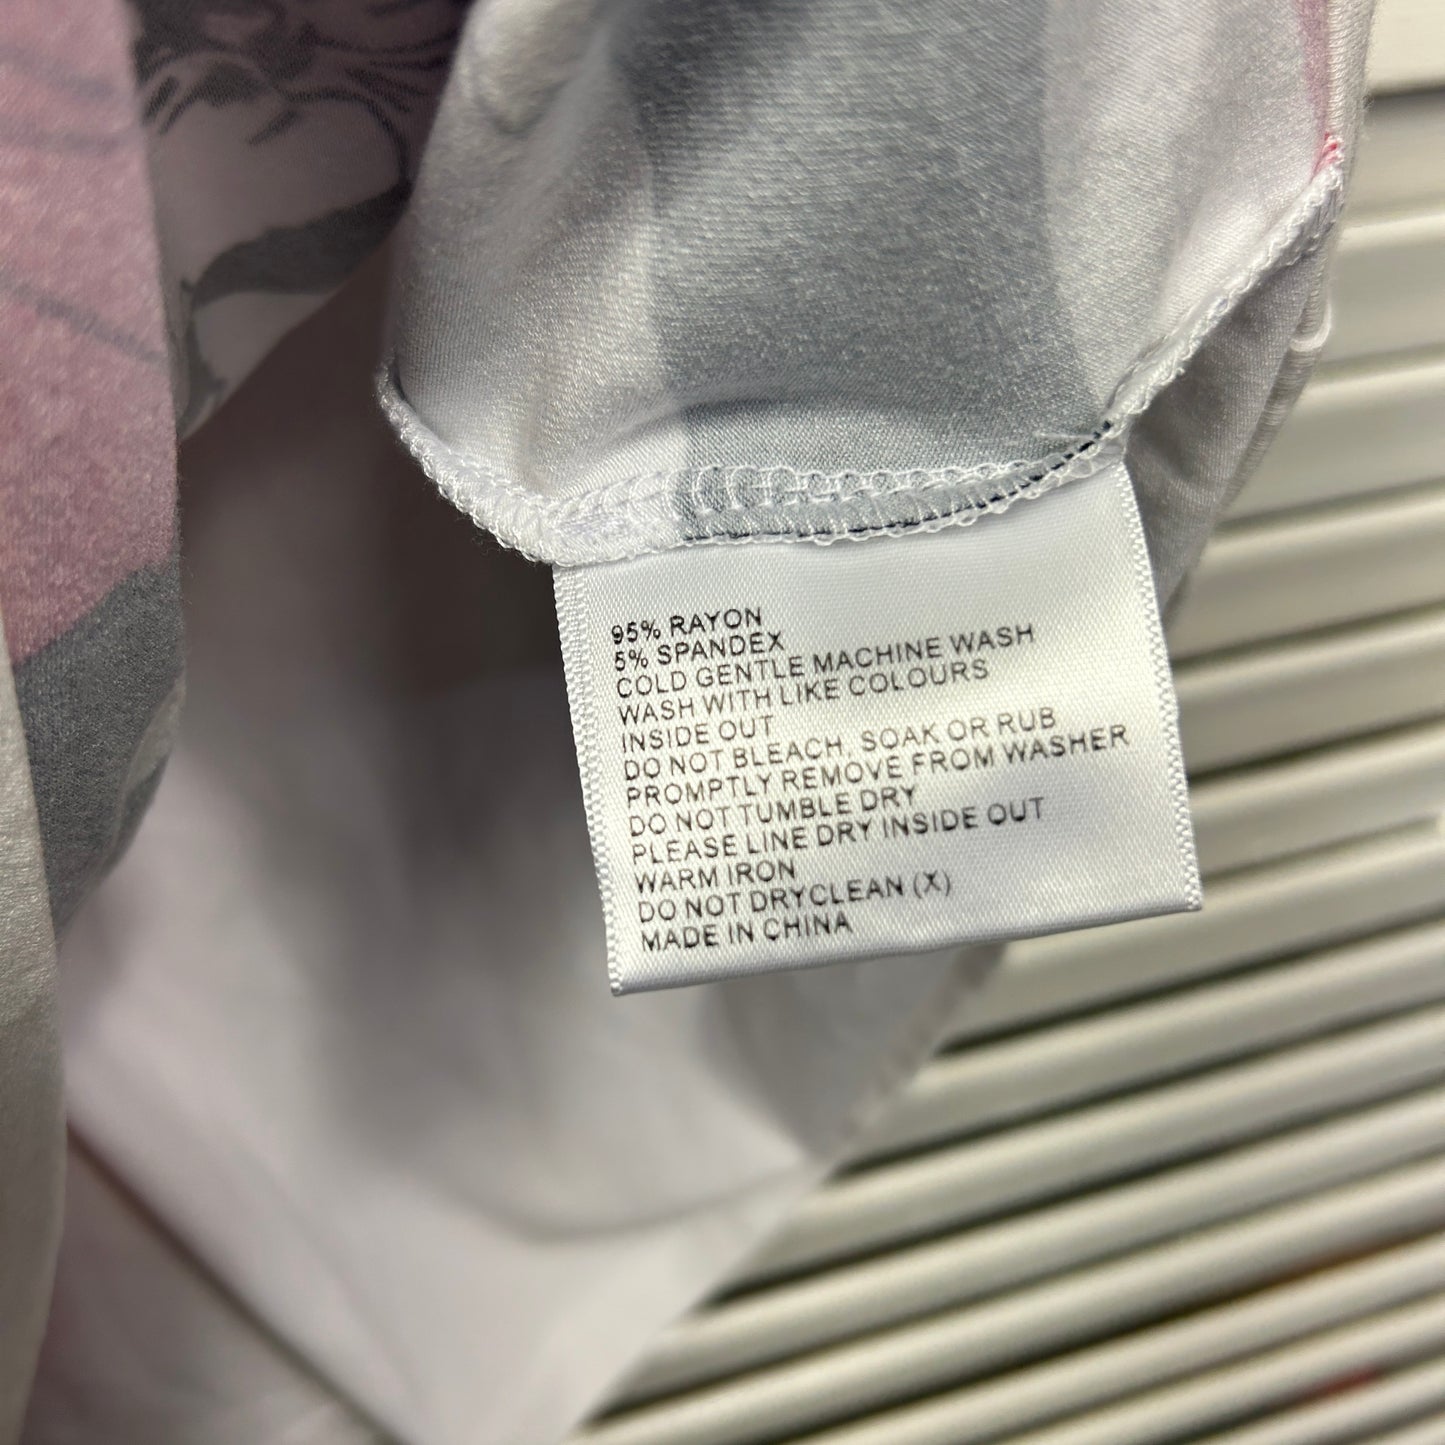 95% RAYON
5% SPANDEX
COLD GENTLE MACHINE WASH
WASH WITH LIKE COLOURS
INSIDE OUT
DO NOT BLEACH, SOAK OR RUB
PROMPTLY REMOVE FROM WASHER
DO NOT TUMBLE DRY
PLEASE LINE DRY INSIDE OUT
WARM IRON
DO NOT DRYCLEAN (X)
MADE IN CHINA